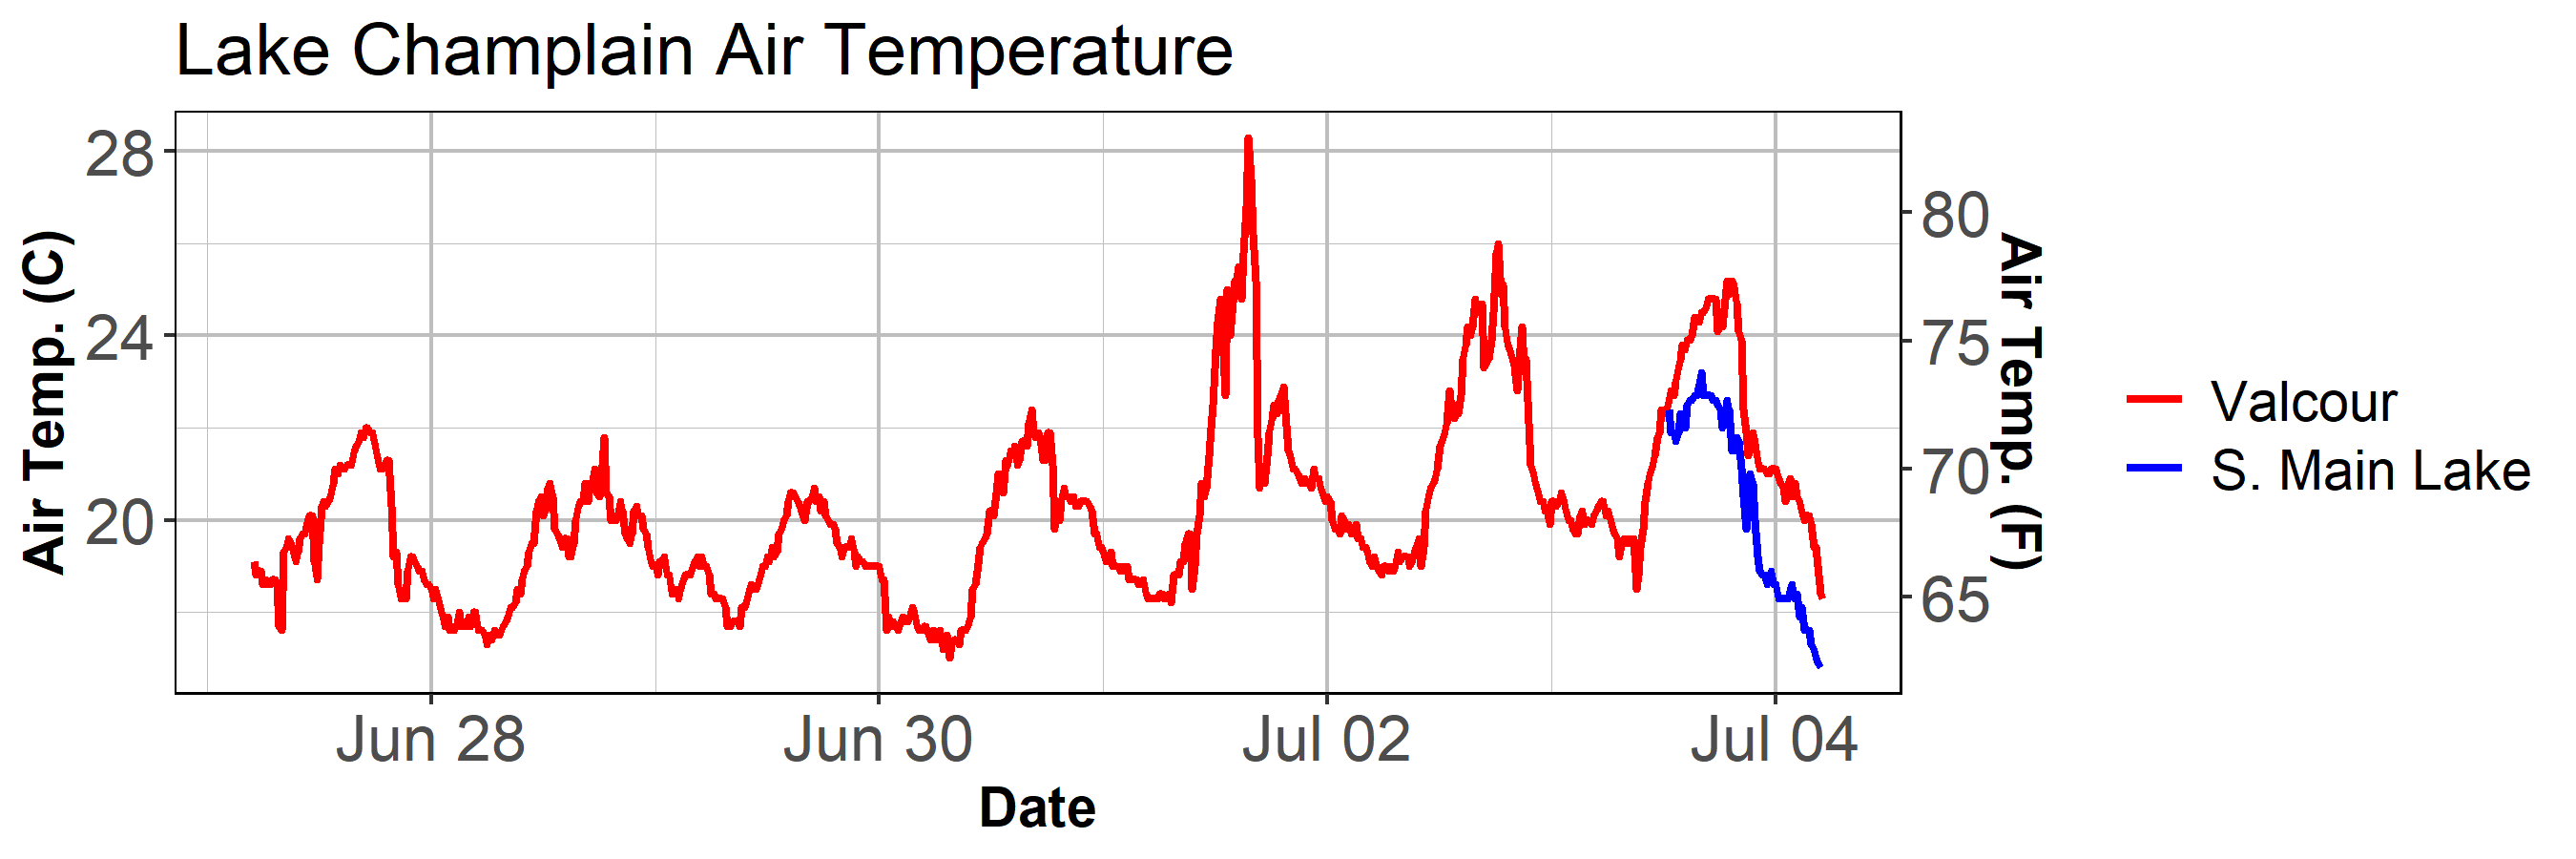 Lake Champlain Air Temperature
28
24
20
Air Temp. (C)
80
75
70
65
Air Temp. (F)
Jun 28
Jun 30
Jul 02
Jul 04
Date
Valcour
S. Main Lake